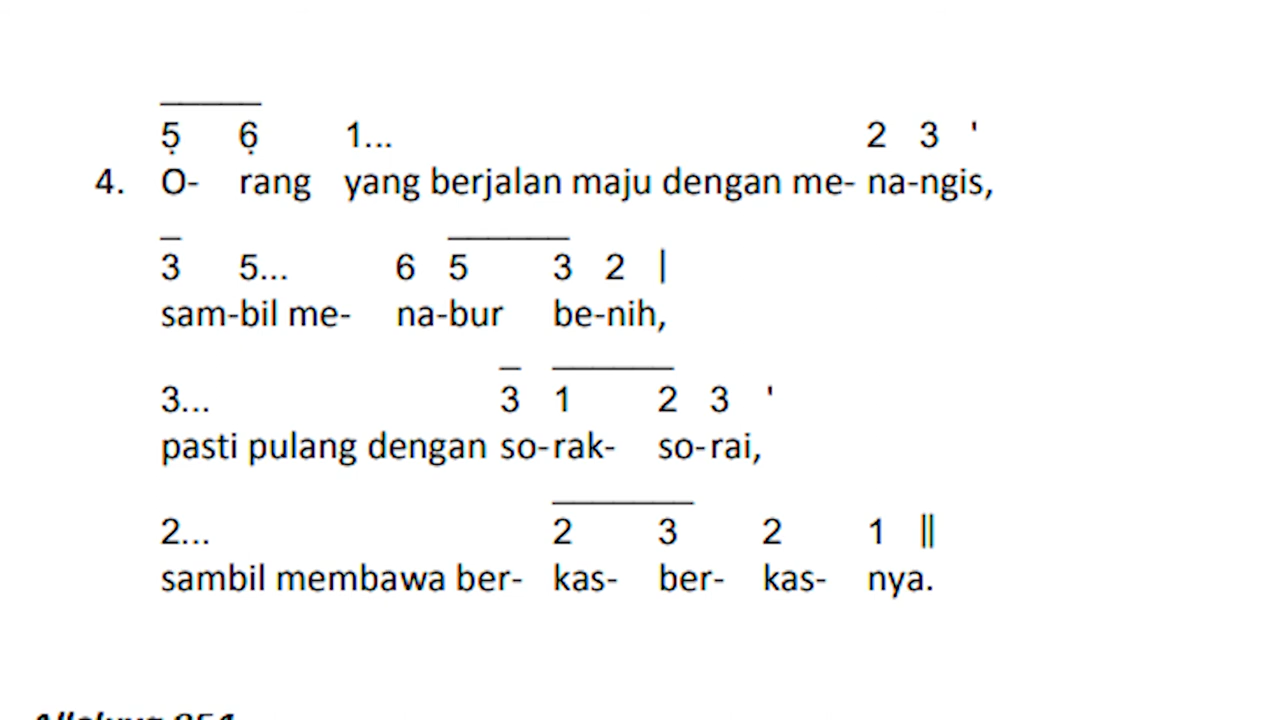 5̣ 6̣ 1... 2 3 '
4. O- rang yang berjalan maju dengan me- na-ngis,
3 5... 6 5 3 2 |
sam-bil me- na-bur be-nih,
3... 3 1 2 3 '
pasti pulang dengan so-rak- so-rai,
2... 2 3 2 1 ||
sambil membawa ber- kas- ber- kas- nya.